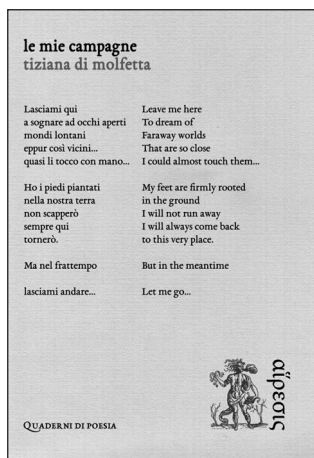 le mie campagne
tiziana di molfetta
Lasciami qui
a sognare ad occhi aperti
mondi lontani
eppur così vicini...
quasi li tocco con mano...
Ho i piedi piantati
nella nostra terra
non scapperò
sempre qui
tornerò.
Ma nel frattempo
lasciami andare...
Leave me here
To dream of
Faraway worlds
That are so close
I could almost touch them...
My feet are firmly rooted
in the ground
I will not run away
I will always come back
to this very place.
But in the meantime
Let me go...
αἵρεσις
Quaderni di poesia